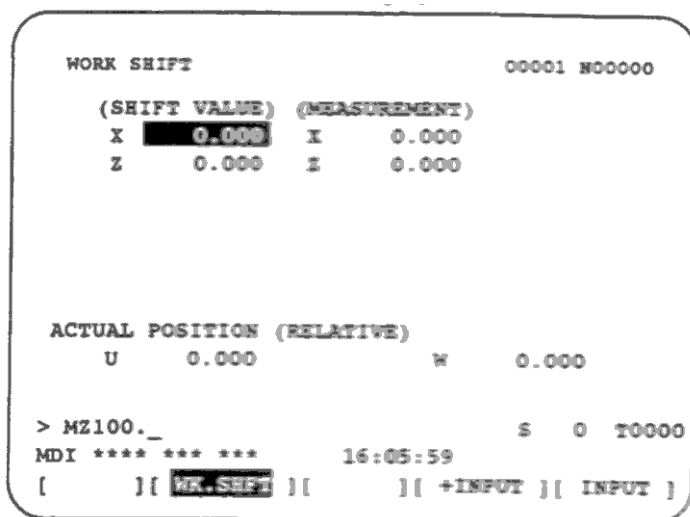 WORK SHIFT 00001 N00000
(SHIFT VALUE) (MEASUREMENT)
X 0.000 X 0.000
Z 0.000 Z 0.000
ACTUAL POSITION (RELATIVE)
U 0.000 W 0.000
> MZ100._ S 0 T0000
MDI **** *** *** 16:05:59
[ ][ WK.SHFT ][ ][ +INPUT ][ INPUT ]